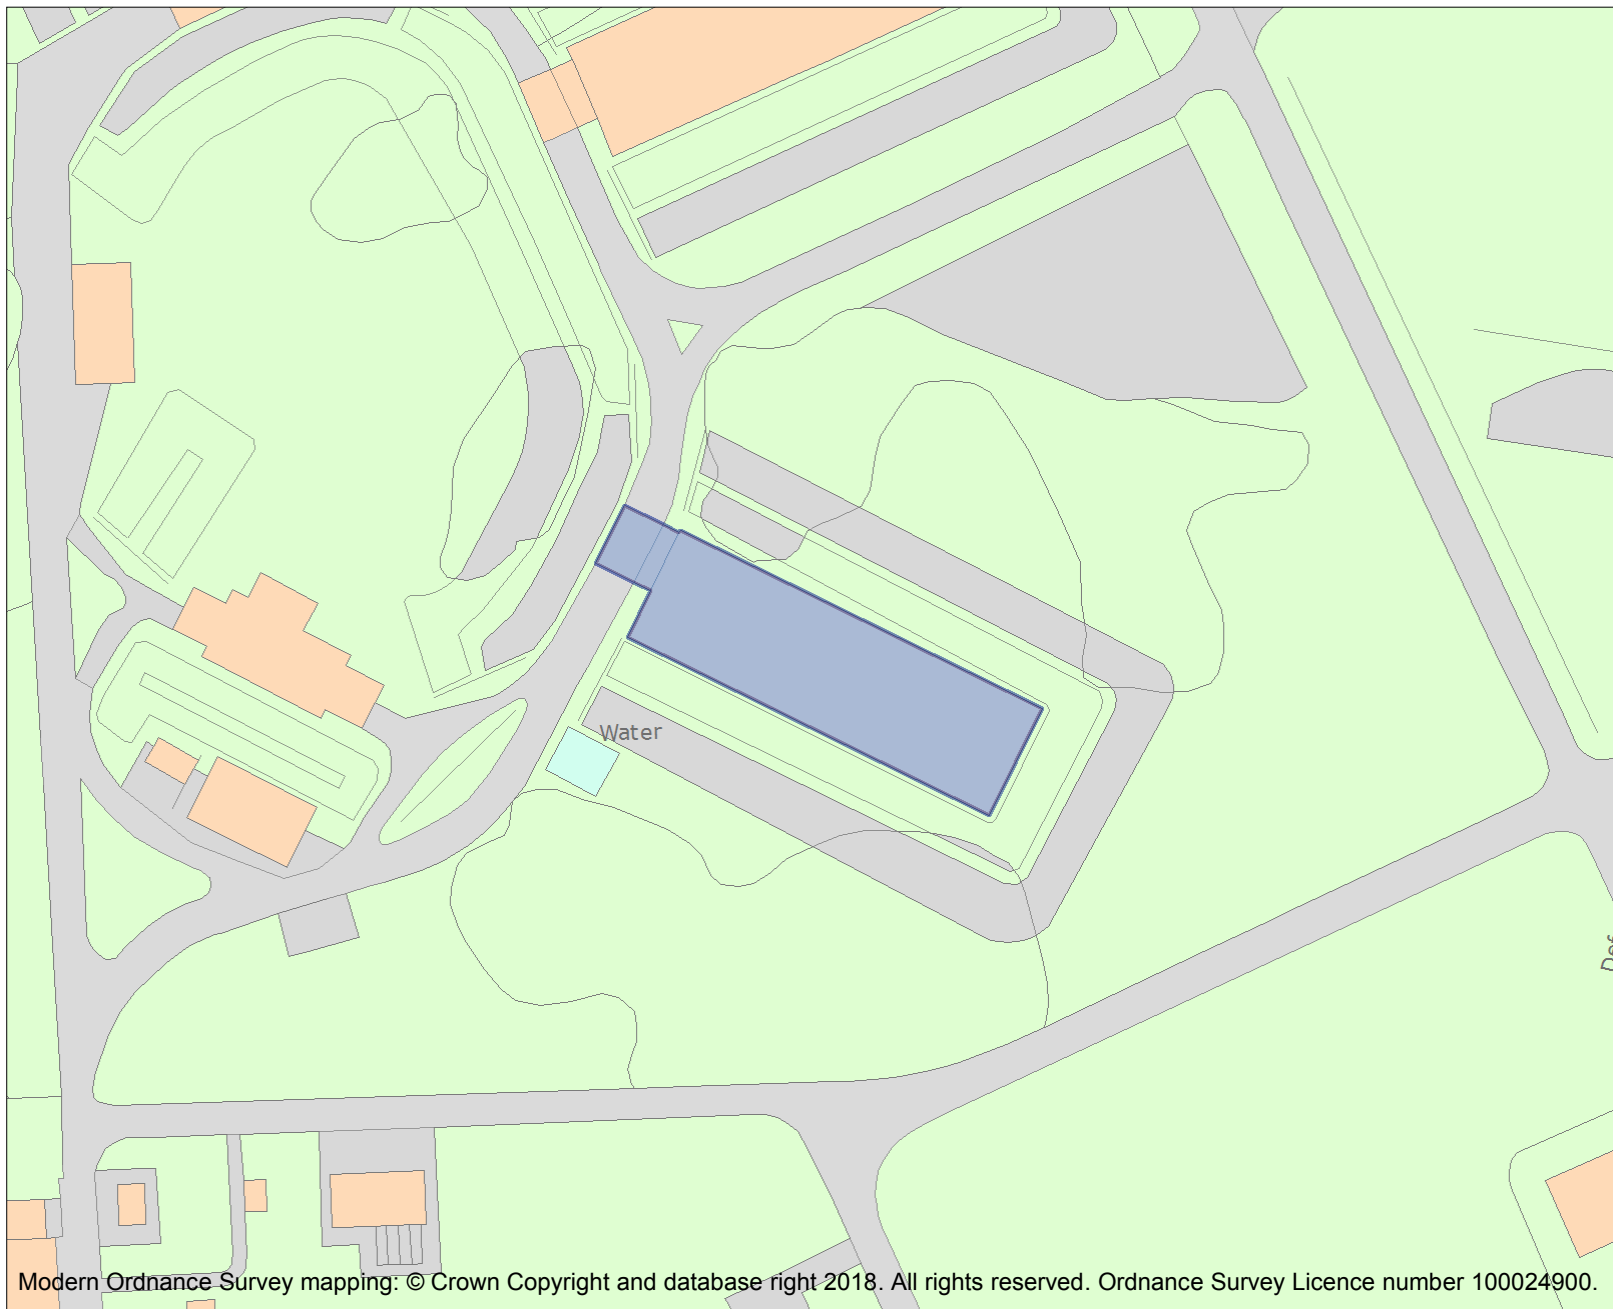 Water
Modern Ordnance Survey mapping: © Crown Copyright and database right 2018. All rights reserved. Ordnance Survey Licence number 100024900.